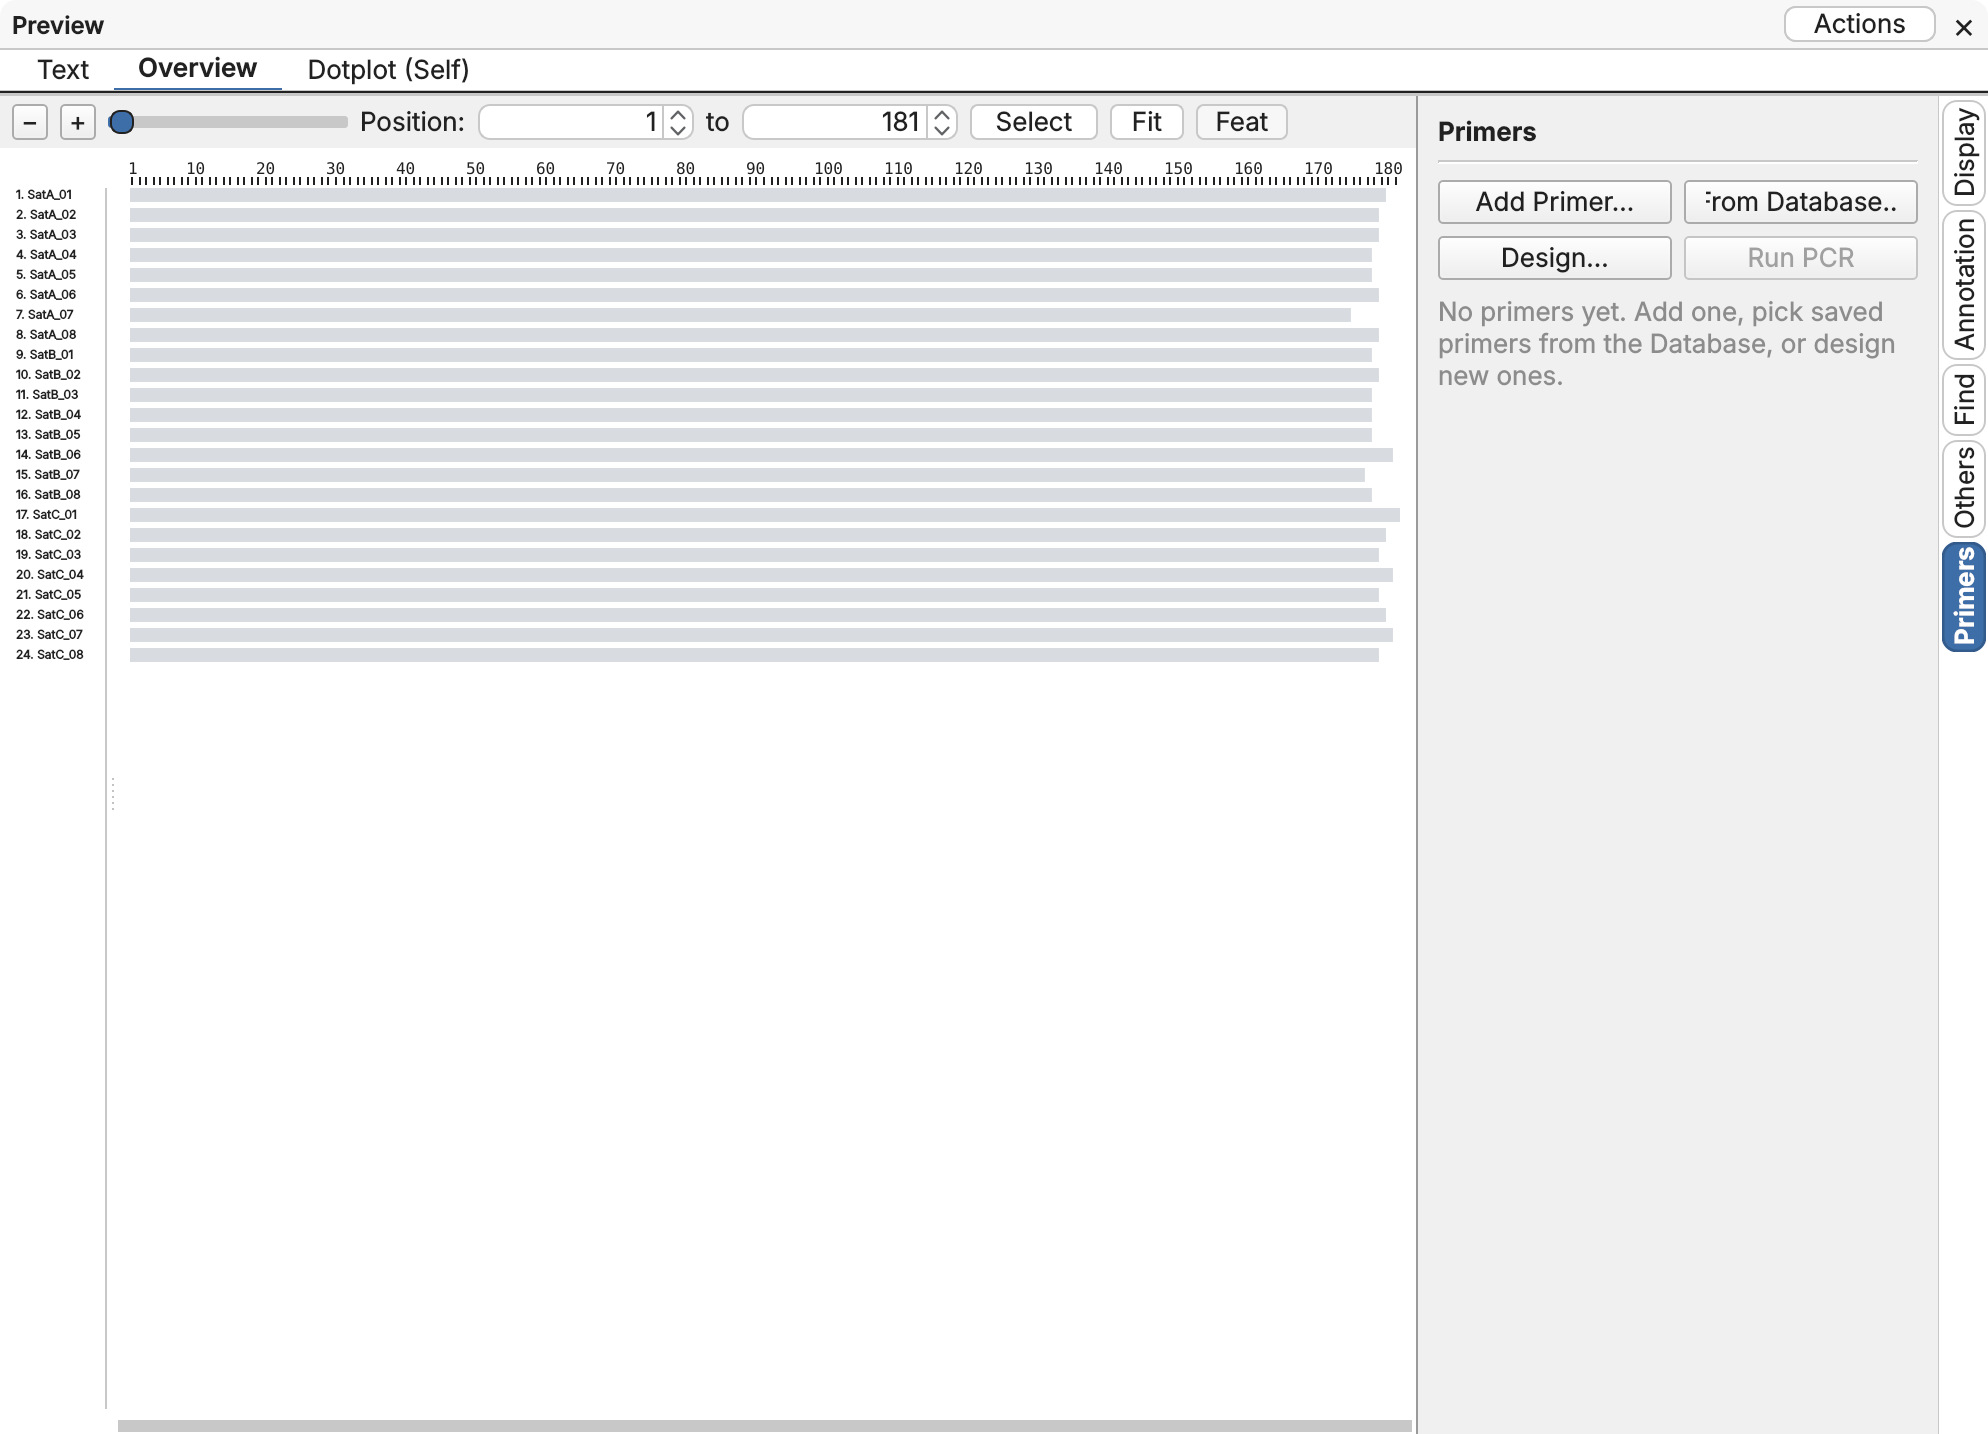 Preview
Actions
Text Overview Dotplot (Self)
Position: 1 to 181 Select Fit Feat
1 10 20 30 40 50 60 70 80 90 100 110 120 130 140 150 160 170 180
1. SatA_01
2. SatA_02
3. SatA_03
4. SatA_04
5. SatA_05
6. SatA_06
7. SatA_07
8. SatA_08
9. SatB_01
10. SatB_02
11. SatB_03
12. SatB_04
13. SatB_05
14. SatB_06
15. SatB_07
16. SatB_08
17. SatC_01
18. SatC_02
19. SatC_03
20. SatC_04
21. SatC_05
22. SatC_06
23. SatC_07
24. SatC_08
Primers
Add Primer... From Database..
Design... Run PCR
No primers yet. Add one, pick saved
primers from the Database, or design
new ones.
Display
Annotation
Find
Others
Primers